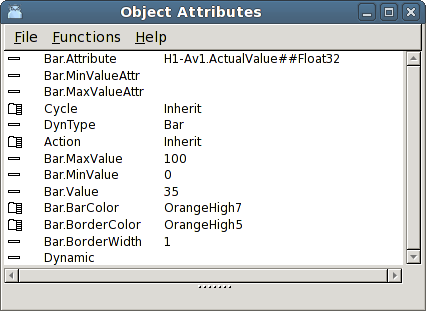 Object Attributes
File Functions Help
Bar.Attribute H1-Av1.ActualValue##Float32
Bar.MinValueAttr
Bar.MaxValueAttr
Cycle Inherit
DynType Bar
Action Inherit
Bar.MaxValue 100
Bar.MinValue 0
Bar.Value 35
Bar.BarColor OrangeHigh7
Bar.BorderColor OrangeHigh5
Bar.BorderWidth 1
Dynamic